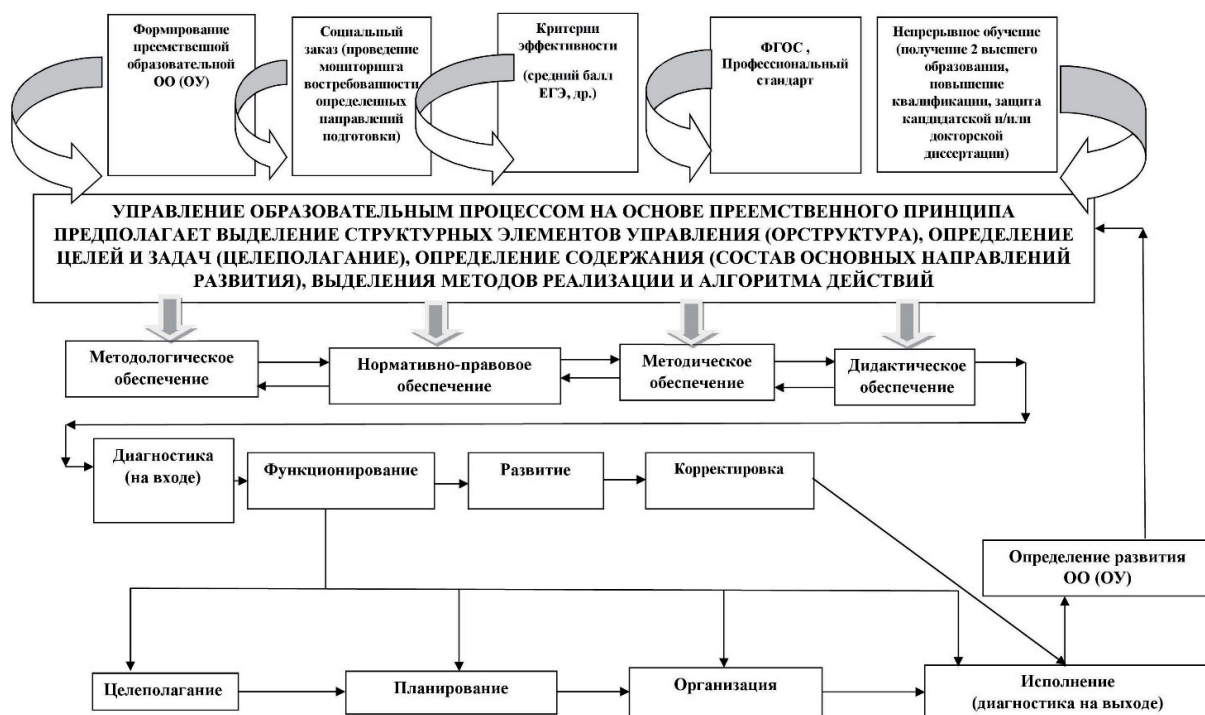 Формирование
преемственной
образовательной
ОО (ОУ)
Социальный
заказ (проведение
мониторинга
востребованности
определенных
направлений
подготовки)
Критерии
эффективности
(средний балл
ЕГЭ, др.)
ФГОС ,
Профессиональный
стандарт
Непрерывное обучение
(получение 2 высшего
образования,
повышение
квалификации, защита
кандидатской и/или
докторской
диссертации)
УПРАВЛЕНИЕ ОБРАЗОВАТЕЛЬНЫМ ПРОЦЕССОМ НА ОСНОВЕ ПРЕЕМСТВЕННОГО ПРИНЦИПА
ПРЕДПОЛАГАЕТ ВЫДЕЛЕНИЕ СТРУКТУРНЫХ ЭЛЕМЕНТОВ УПРАВЛЕНИЯ (ОРСТРУКТУРА), ОПРЕДЕЛЕНИЕ
ЦЕЛЕЙ И ЗАДАЧ (ЦЕЛЕПОЛАГАНИЕ), ОПРЕДЕЛЕНИЕ СОДЕРЖАНИЯ (СОСТАВ ОСНОВНЫХ НАПРАВЛЕНИЙ
РАЗВИТИЯ), ВЫДЕЛЕНИЯ МЕТОДОВ РЕАЛИЗАЦИИ И АЛГОРИТМА ДЕЙСТВИЙ
Методологическое
обеспечение
Нормативно-правовое
обеспечение
Методическое
обеспечение
Дидактическое
обеспечение
Диагностика
(на входе)
Функционирование
Развитие
Корректировка
Определение развития
ОО (ОУ)
Целеполагание
Планирование
Организация
Исполнение
(диагностика на выходе)